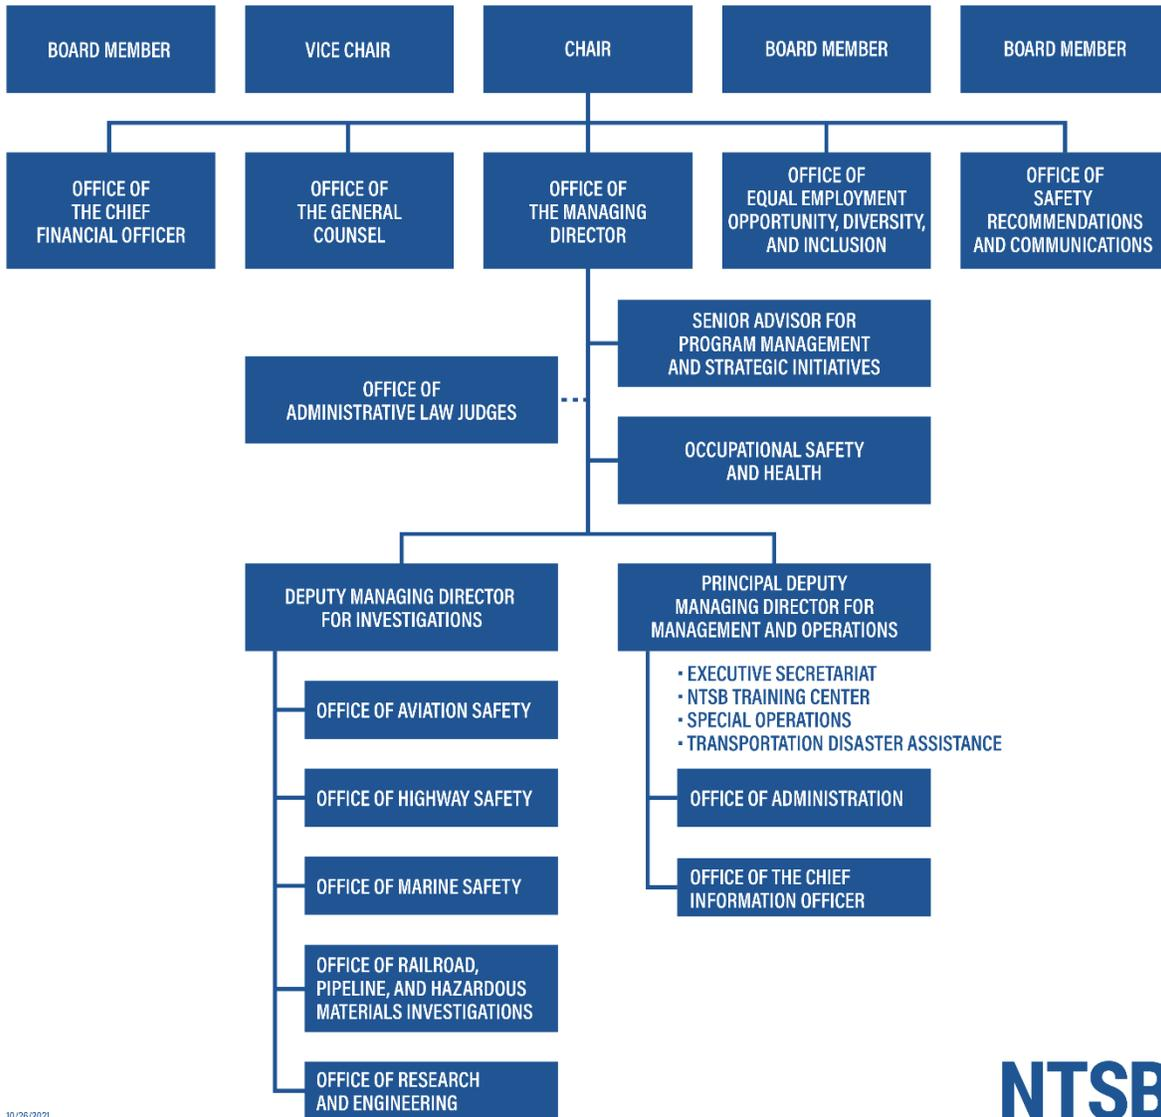 BOARD MEMBER
VICE CHAIR
CHAIR
BOARD MEMBER
BOARD MEMBER
OFFICE OF
THE CHIEF
FINANCIAL OFFICER
OFFICE OF
THE GENERAL
COUNSEL
OFFICE OF
THE MANAGING
DIRECTOR
OFFICE OF
EQUAL EMPLOYMENT
OPPORTUNITY, DIVERSITY,
AND INCLUSION
OFFICE OF
SAFETY
RECOMMENDATIONS
AND COMMUNICATIONS
SENIOR ADVISOR FOR
PROGRAM MANAGEMENT
AND STRATEGIC INITIATIVES
OFFICE OF
ADMINISTRATIVE LAW JUDGES
OCCUPATIONAL SAFETY
AND HEALTH
DEPUTY MANAGING DIRECTOR
FOR INVESTIGATIONS
OFFICE OF AVIATION SAFETY
OFFICE OF HIGHWAY SAFETY
OFFICE OF MARINE SAFETY
OFFICE OF RAILROAD,
PIPELINE, AND HAZARDOUS
MATERIALS INVESTIGATIONS
OFFICE OF RESEARCH
AND ENGINEERING
PRINCIPAL DEPUTY
MANAGING DIRECTOR FOR
MANAGEMENT AND OPERATIONS
▪ EXECUTIVE SECRETARIAT
▪ NTSB TRAINING CENTER
▪ SPECIAL OPERATIONS
▪ TRANSPORTATION DISASTER ASSISTANCE
OFFICE OF ADMINISTRATION
OFFICE OF THE CHIEF
INFORMATION OFFICER
10/26/2021
NTSB